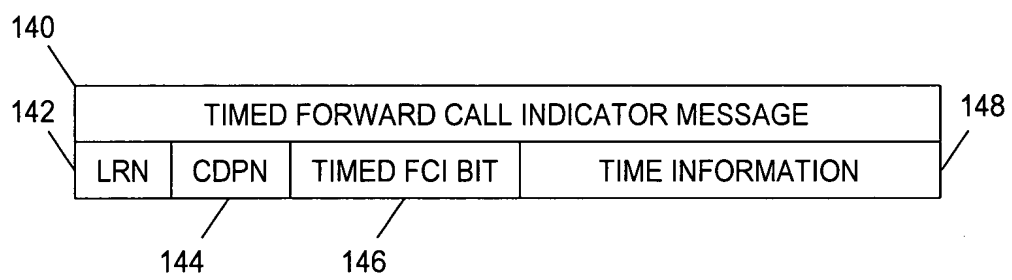 140
142
TIMED FORWARD CALL INDICATOR MESSAGE
148
LRN CDPN TIMED FCI BIT TIME INFORMATION
144 146